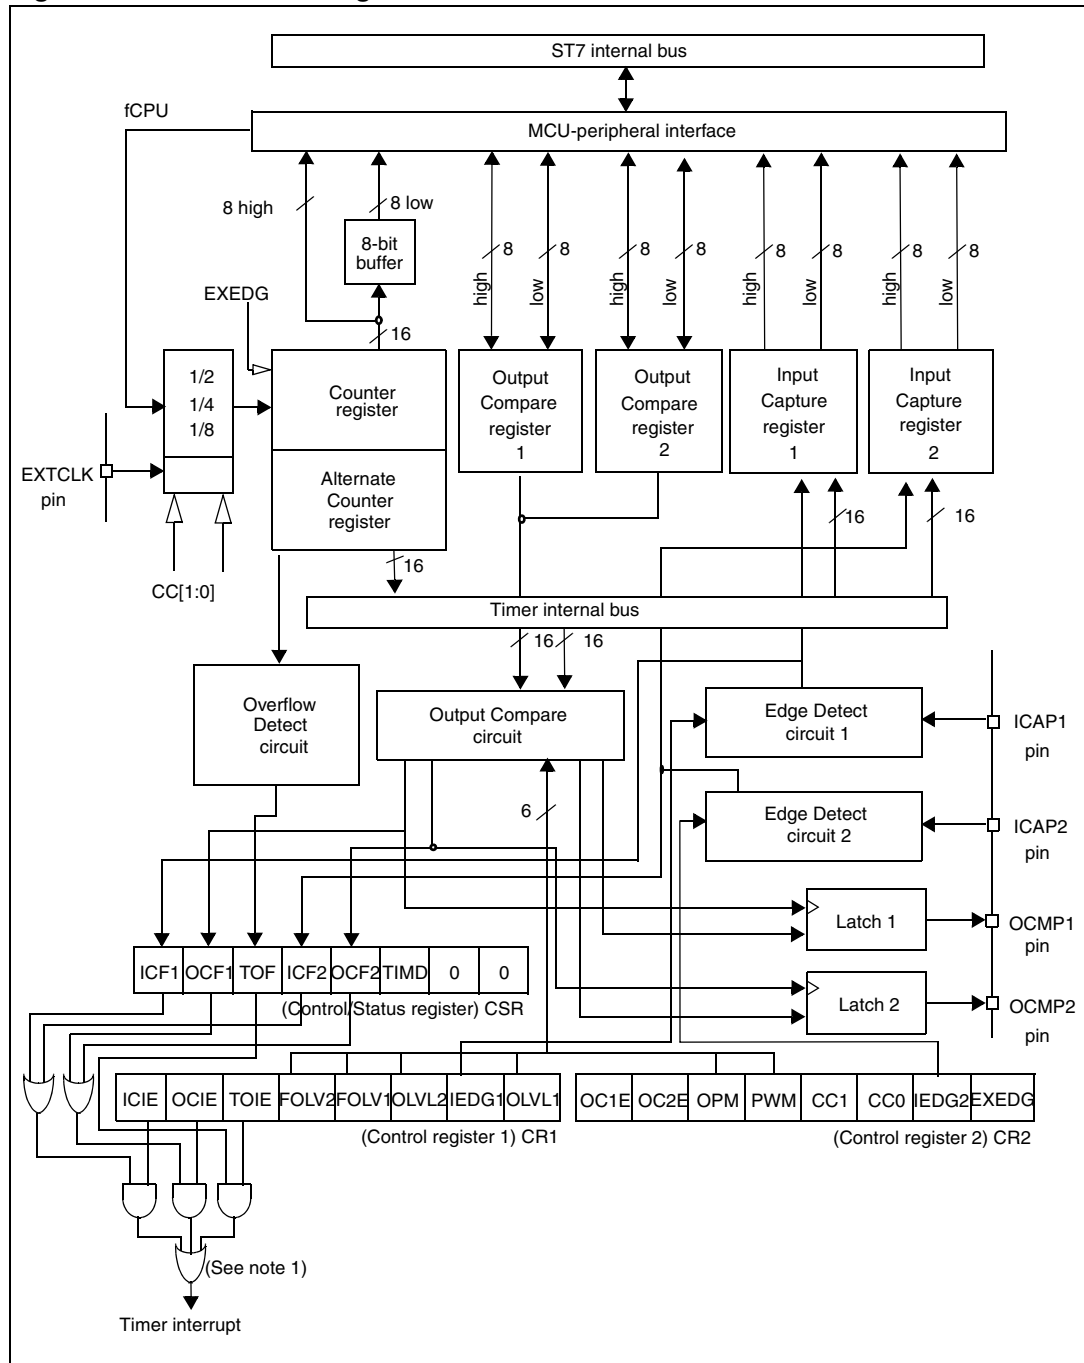 ST7 internal bus
fCPU
MCU-peripheral interface
8 high
8 low
8-bit
buffer
8
8
8
8
8
8
8
8
high
low
high
low
high
low
high
low
EXEDG
16
1/2
1/4
1/8
Counter
register
Output
Compare
register
1
Output
Compare
register
2
Input
Capture
register
1
Input
Capture
register
2
EXTCLK
pin
Alternate
Counter
register
16
16
16
CC[1:0]
Timer internal bus
16
16
Overflow
Detect
circuit
Output Compare
circuit
Edge Detect
circuit 1
ICAP1
pin
6
Edge Detect
circuit 2
ICAP2
pin
Latch 1
OCMP1
pin
ICF1 OCF1 TOF ICF2 OCF2 TIMD 0 0
(Control/Status register) CSR
Latch 2
OCMP2
pin
ICIE OCIE TOIE FOLV2 FOLV1 OLVL2 IEDG1 OLVL1
(Control register 1) CR1
OC1E OC2E OPM PWM CC1 CC0 IEDG2 EXEDG
(Control register 2) CR2
(See note 1)
Timer interrupt